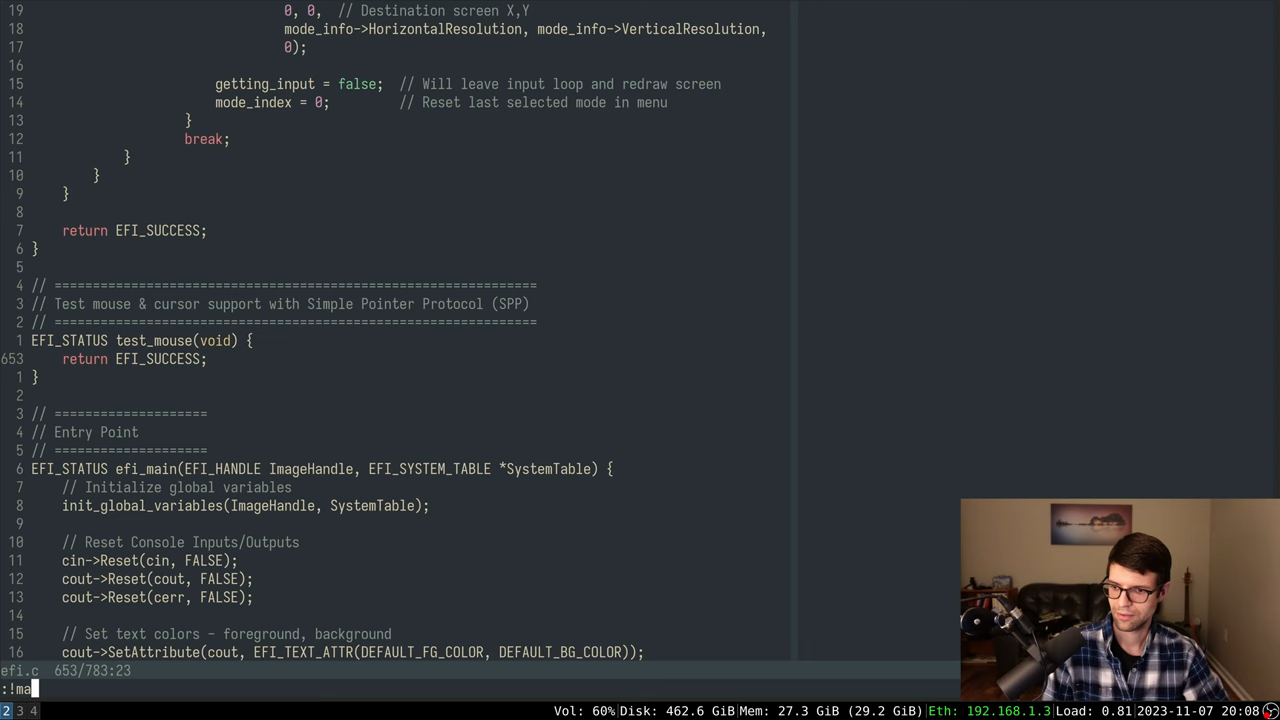 19                                 0, 0,  // Destination screen X,Y
18                                 mode_info->HorizontalResolution, mode_info->VerticalResolution,
17                                 0);
16
15                        getting_input = false;  // Will leave input loop and redraw screen
14                        mode_index = 0;         // Reset last selected mode in menu
13                    }
12                    break;
11            }
10        }
9    }
8
7    return EFI_SUCCESS;
6 }
5
4 // ===============================================================
3 // Test mouse & cursor support with Simple Pointer Protocol (SPP)
2 // ===============================================================
1 EFI_STATUS test_mouse(void) {
653    return EFI_SUCCESS;
1 }
2
3 // ====================
4 // Entry Point
5 // ====================
6 EFI_STATUS efi_main(EFI_HANDLE ImageHandle, EFI_SYSTEM_TABLE *SystemTable) {
7    // Initialize global variables
8    init_global_variables(ImageHandle, SystemTable);
9
10    // Reset Console Inputs/Outputs
11    cin->Reset(cin, FALSE);
12    cout->Reset(cout, FALSE);
13    cout->Reset(cerr, FALSE);
14
15    // Set text colors - foreground, background
16    cout->SetAttribute(cout, EFI_TEXT_ATTR(DEFAULT_FG_COLOR, DEFAULT_BG_COLOR));
efi.c  653/783:23
:!ma
2 3 4 Vol: 60%|Disk: 462.6 GiB|Mem: 27.3 GiB (29.2 GiB)|Eth: 192.168.1.3|Load: 0.81|2023-11-07 20:08